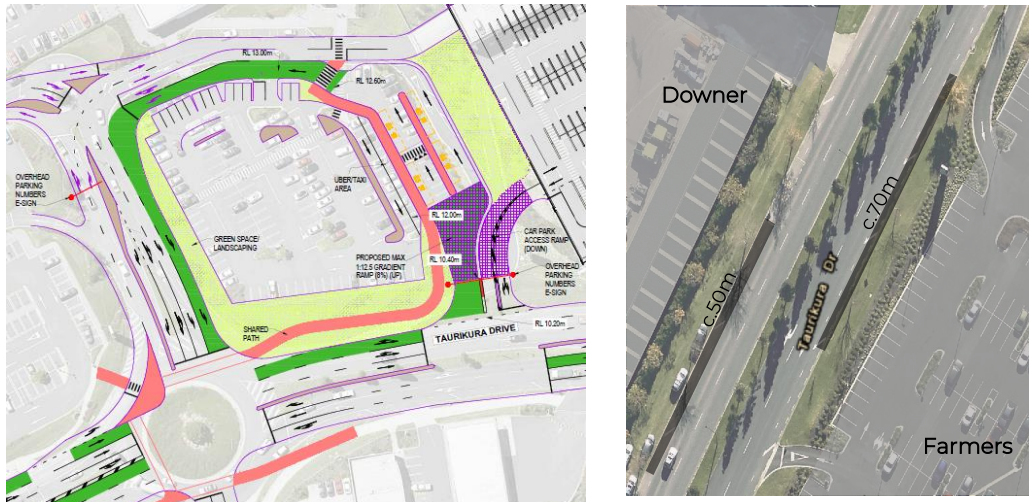 RL 13.00m
RL 12.60m
OVERHEAD
PARKING
NUMBERS
E-SIGN
UBER/TAXI
AREA
GREEN SPACE/
LANDSCAPING
RL 12.00m
PROPOSED MAX
1:12.5 GRADIENT
RAMP (8%) (UP)
RL 10.40m
CAR PARK
ACCESS RAMP
(DOWN)
OVERHEAD
PARKING
NUMBERS
E-SIGN
SHARED
PATH
TAURIKURA DRIVE
RL 10.20m
Downer
c.50m
c.70m
Taurikura Dr
Farmers